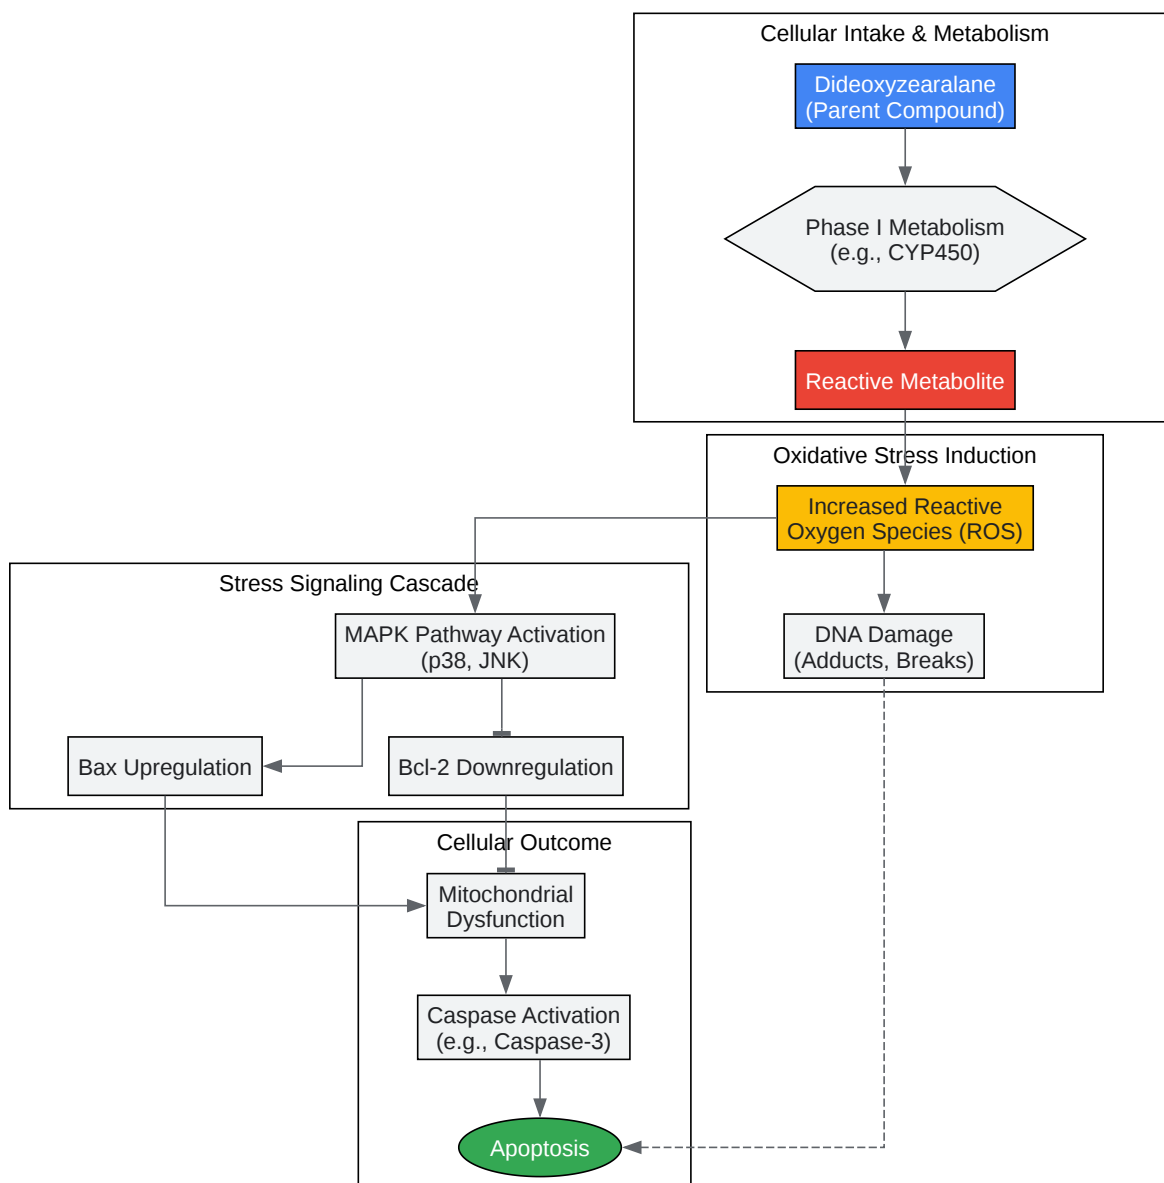 Cellular Intake & Metabolism
Dideoxyzearalane
(Parent Compound)
Phase I Metabolism
(e.g., CYP450)
Reactive Metabolite
Oxidative Stress Induction
Increased Reactive
Oxygen Species (ROS)
Stress Signaling Cascade
MAPK Pathway Activation
(p38, JNK)
DNA Damage
(Adducts, Breaks)
Bax Upregulation
Bcl-2 Downregulation
Cellular Outcome
Mitochondrial
Dysfunction
Caspase Activation
(e.g., Caspase-3)
Apoptosis